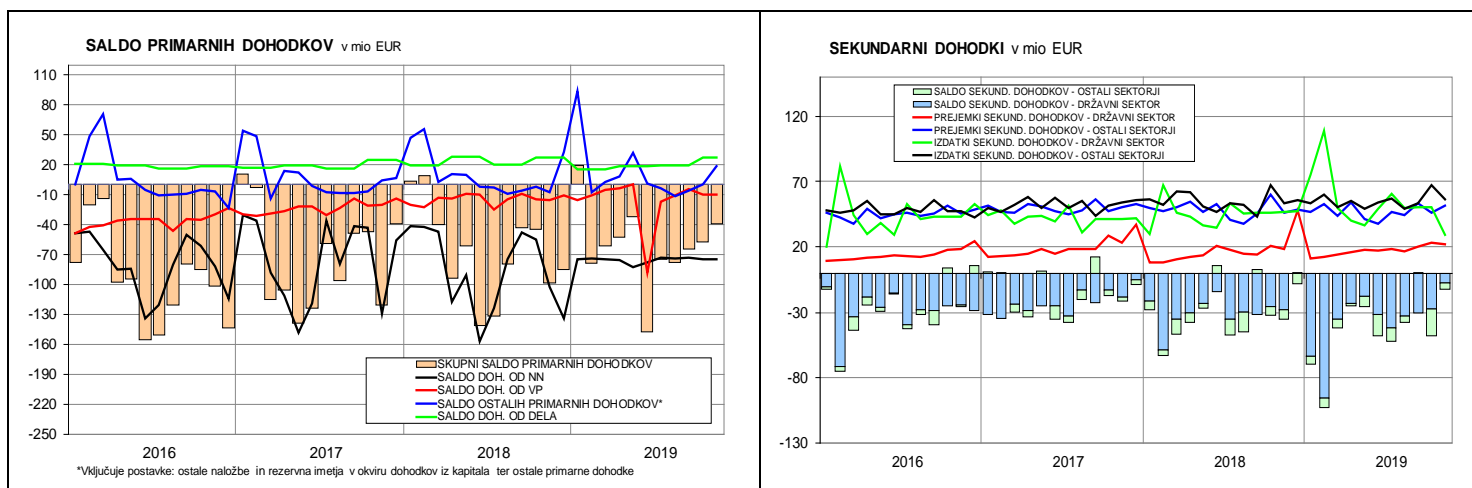 SALDO PRIMARNIH DOHODKOV v mio EUR
110
80
50
20
-10
-40
-70
-100
-130
-160
-190
-220
-250
SKUPNI SALDO PRIMARNIH DOHODKOV
SALDO DOH. OD NN
SALDO DOH. OD VP
SALDO OSTALIH PRIMARNIH DOHODKOV*
SALDO DOH. OD DELA
2016 2017 2018 2019
*Vključuje postavke: ostale naložbe in rezervna imetja v okviru dohodkov iz kapitala ter ostale primarne dohodke
SEKUNDARNI DOHODKI v mio EUR
SALDO SEKUND. DOHODKOV - OSTALI SEKTORJI
SALDO SEKUND. DOHODKOV - DRŽAVNI SEKTOR
PREJEMKI SEKUND. DOHODKOV - DRŽAVNI SEKTOR
PREJEMKI SEKUND. DOHODKOV - OSTALI SEKTORJI
IZDATKI SEKUND. DOHODKOV - DRŽAVNI SEKTOR
IZDATKI SEKUND. DOHODKOV - OSTALI SEKTORJI
120
70
20
-30
-80
-130
2016 2017 2018 2019